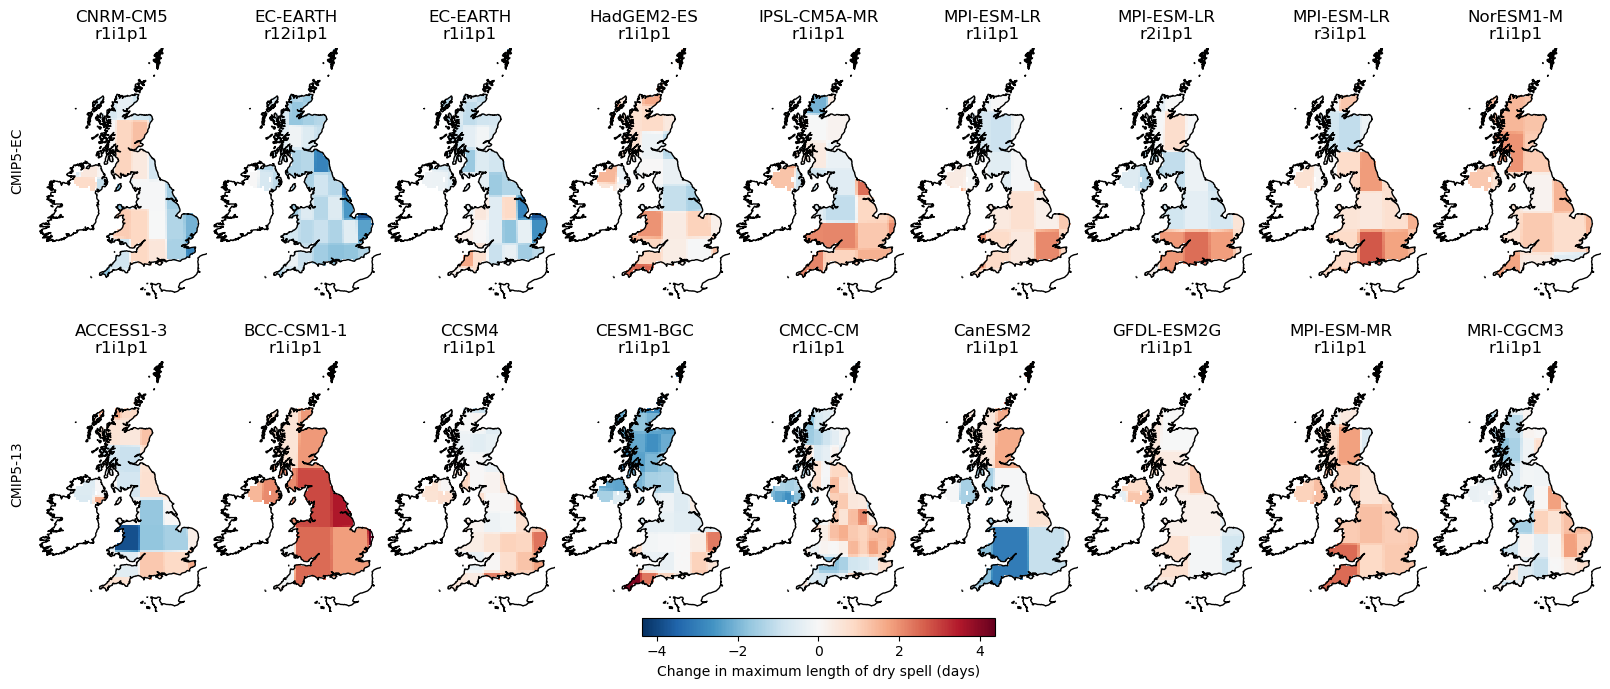 CNRM-CM5 EC-EARTH EC-EARTH HadGEM2-ES IPSL-CM5A-MR MPI-ESM-LR MPI-ESM-LR MPI-ESM-LR NorESM1-M
r1i1p1 r12i1p1 r1i1p1 r1i1p1 r1i1p1 r1i1p1 r2i1p1 r3i1p1 r1i1p1
CMIP5-EC
ACCESS1-3 BCC-CSM1-1 CCSM4 CESM1-BGC CMCC-CM CanESM2 GFDL-ESM2G MPI-ESM-MR MRI-CGCM3
r1i1p1 r1i1p1 r1i1p1 r1i1p1 r1i1p1 r1i1p1 r1i1p1 r1i1p1 r1i1p1
CMIP5-13
−4 −2 0 2 4
Change in maximum length of dry spell (days)